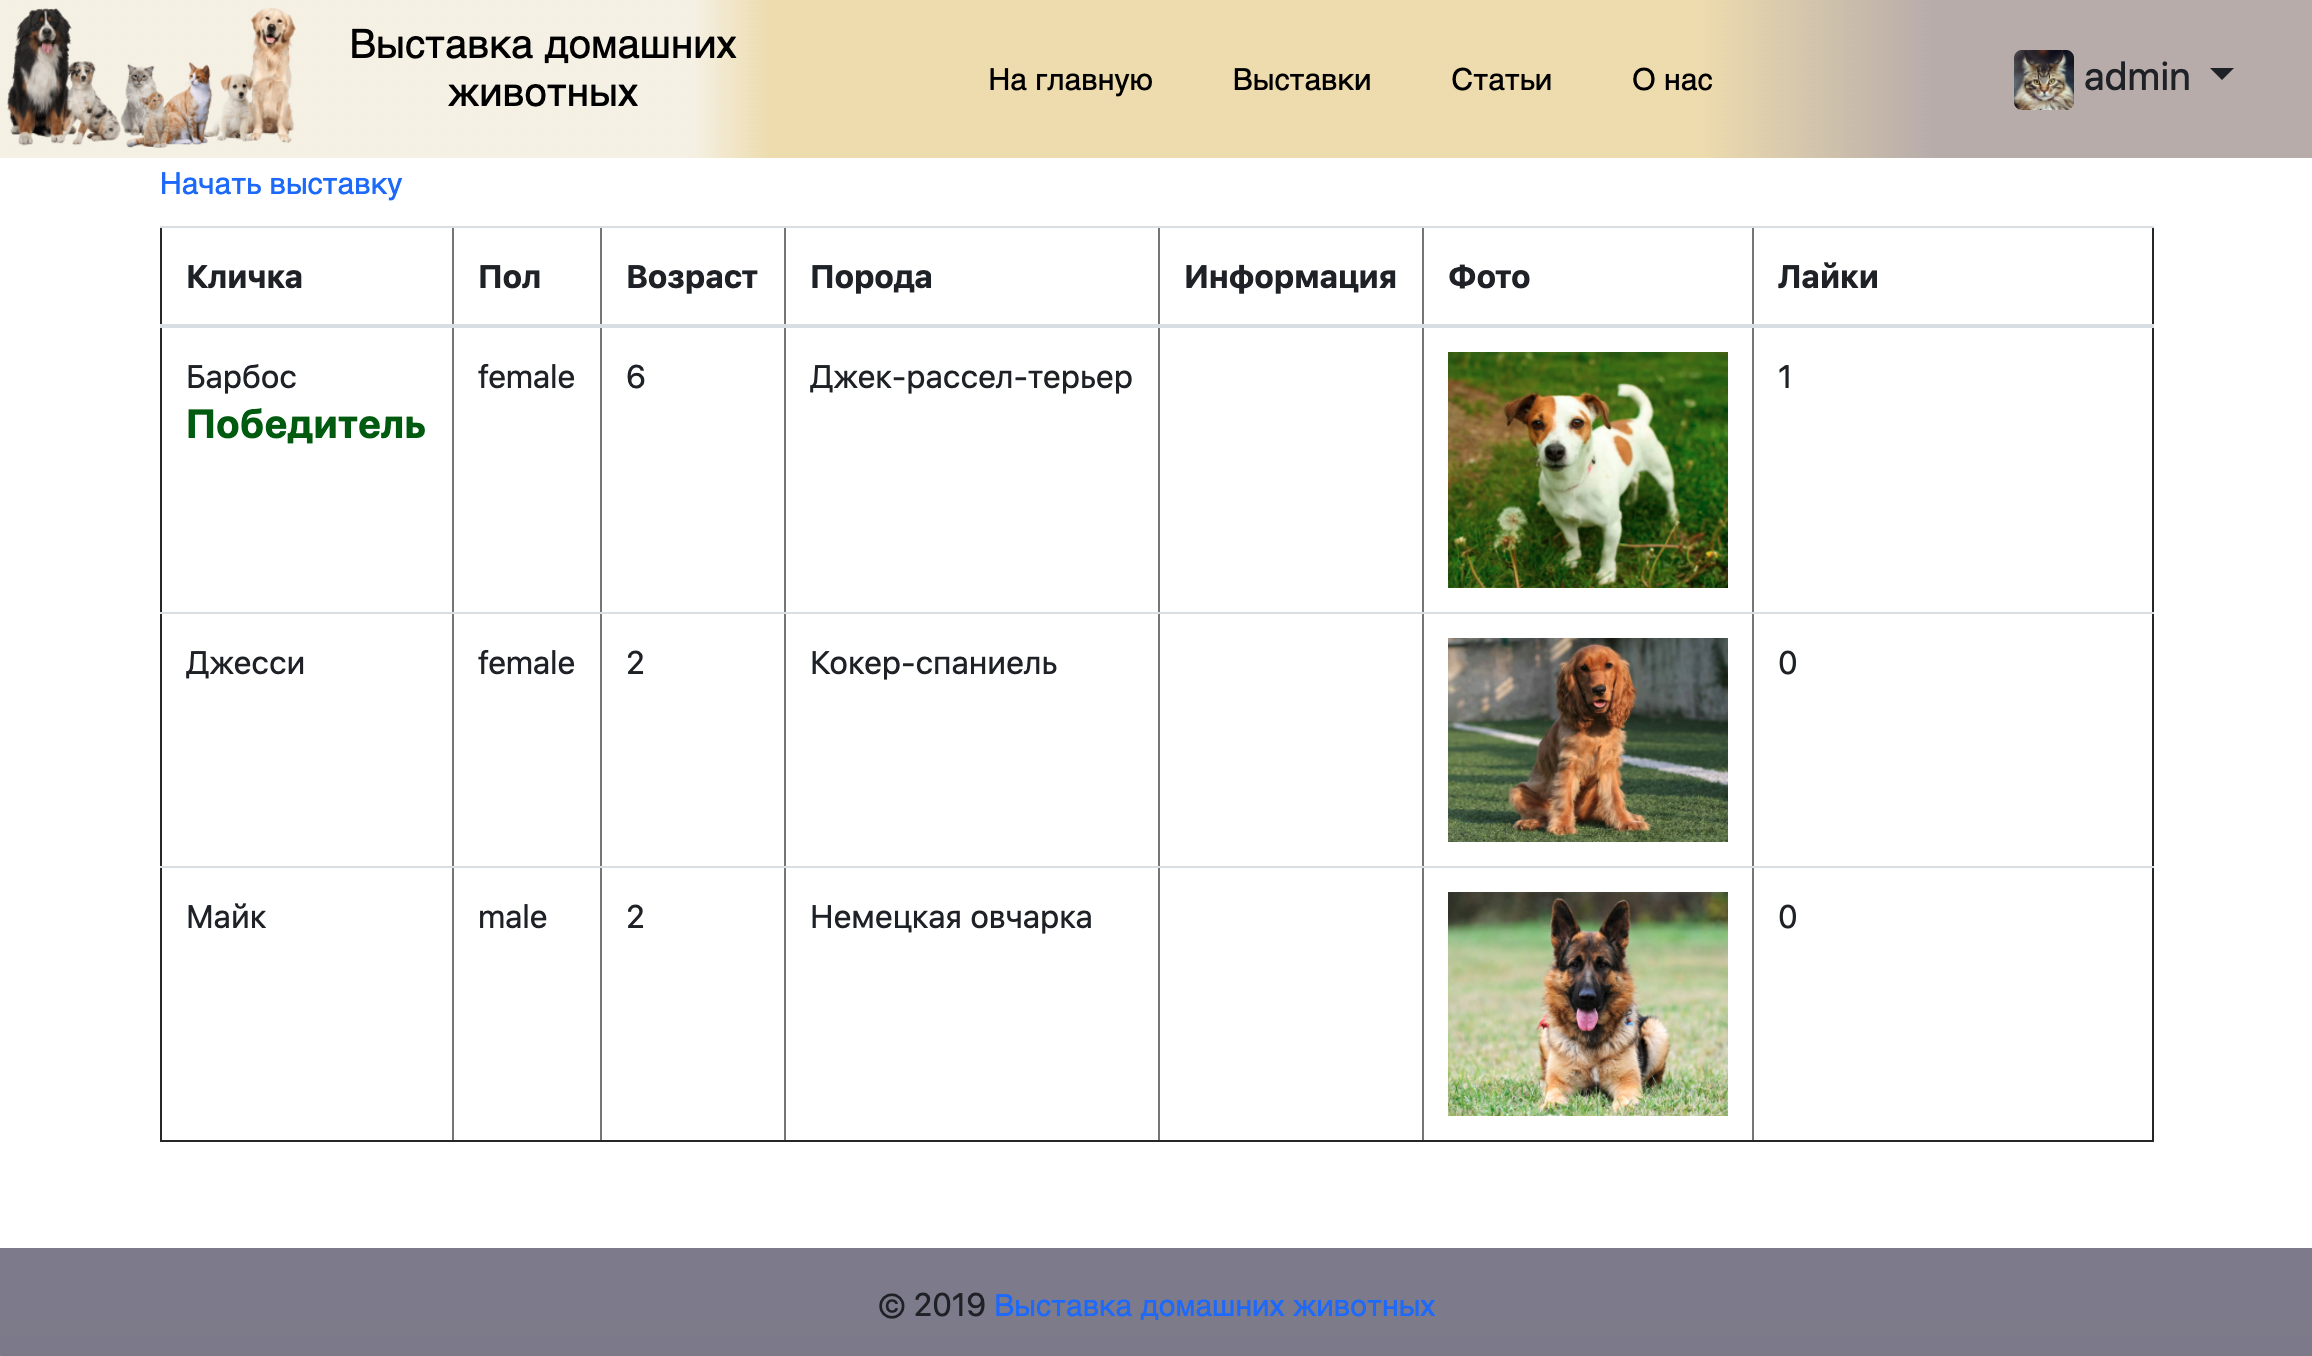 Выставка домашних
животных
На главную Выставки Статьи О нас
admin
Начать выставку
Кличка Пол Возраст Порода Информация Фото Лайки
Барбос female 6 Джек-рассел-терьер 1
Победитель
Джесси female 2 Кокер-спаниель 0
Майк male 2 Немецкая овчарка 0
© 2019 Выставка домашних животных